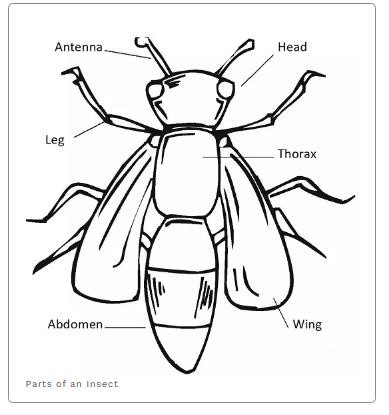 Antenna
Head
Leg
Thorax
Abdomen
Wing
Parts of an Insect